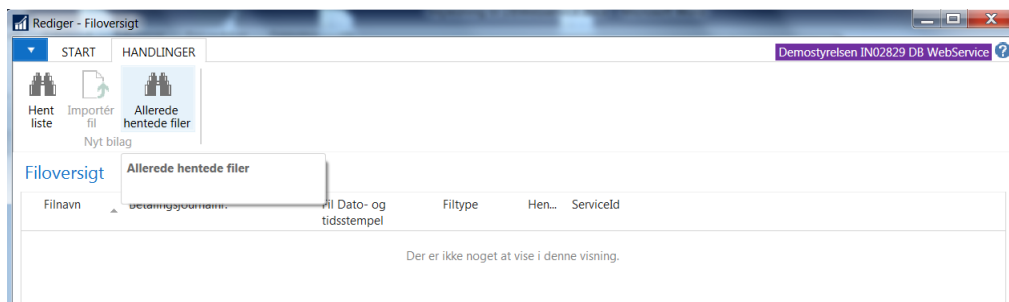 Rediger - Filoversigt
START HANDLINGER
Demostyrelsen IN02829 DB WebService
Hent liste
Importér fil
Allerede hentede filer
Nyt bilag
Filoversigt
Allerede hentede filer
Filnavn Betalingsjournalnr. Fil Dato- og tidsstempel Filtype Hen... ServiceId
Der er ikke noget at vise i denne visning.